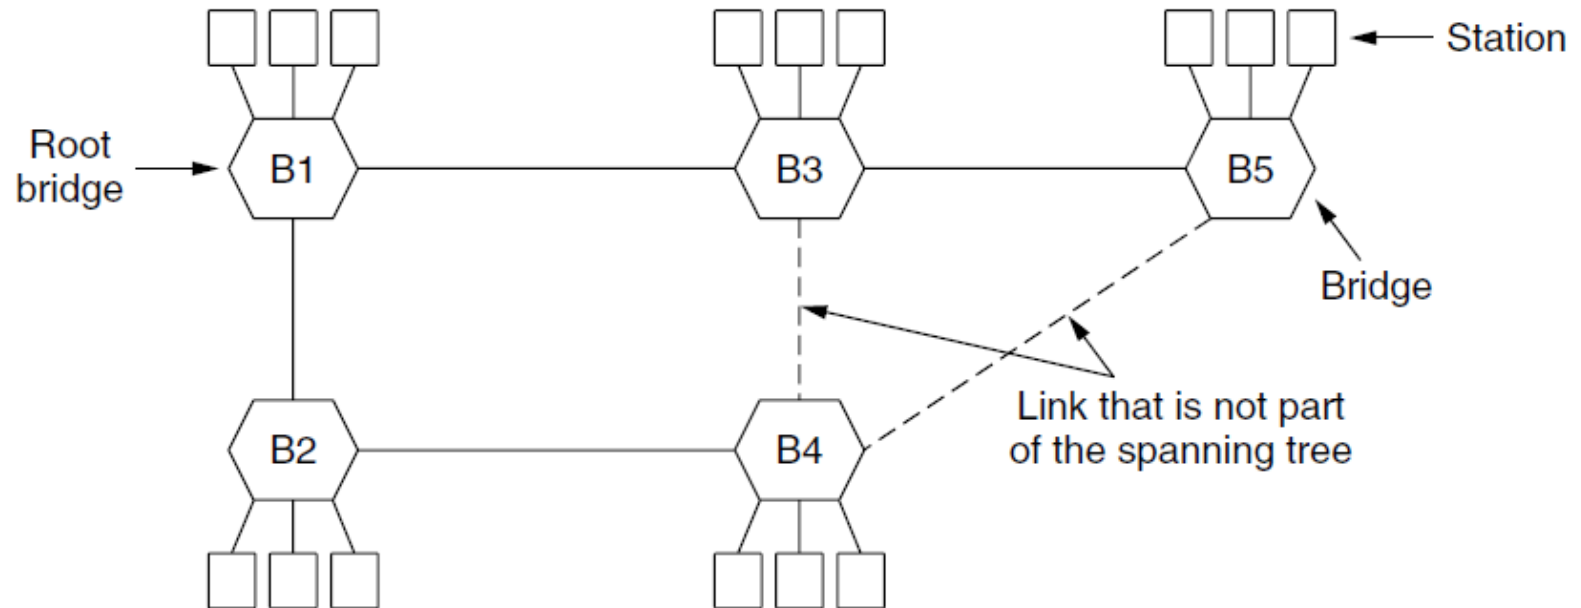 Station
Root
bridge
B1
B3
B5
Bridge
Link that is not part
of the spanning tree
B2
B4